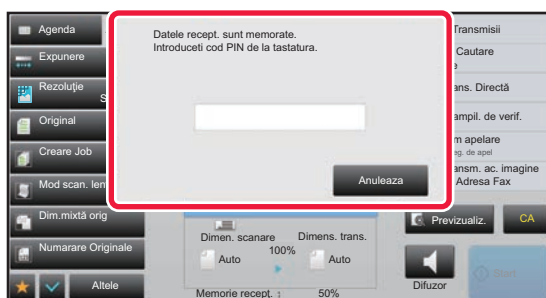 Agenda
Expunere
Rezoluţie
S
Original
Creare Job
Mod scan. len
Dim.mixtă orig
Numarare Originale
Altele
Datele recept. sunt memorate.
Introduceti cod PIN de la tastatura.
Anuleaza
Transmisii
Cautare
e
ans. Directă
ampil. de verif.
m apelare
eg. de apel
ansm. ac. imagine
Adresa Fax
Previzualiz.
CA
Dimen. scanare
Dimens. trans.
100%
Auto
Auto
Memorie recept. :
50%
Difuzor
Start